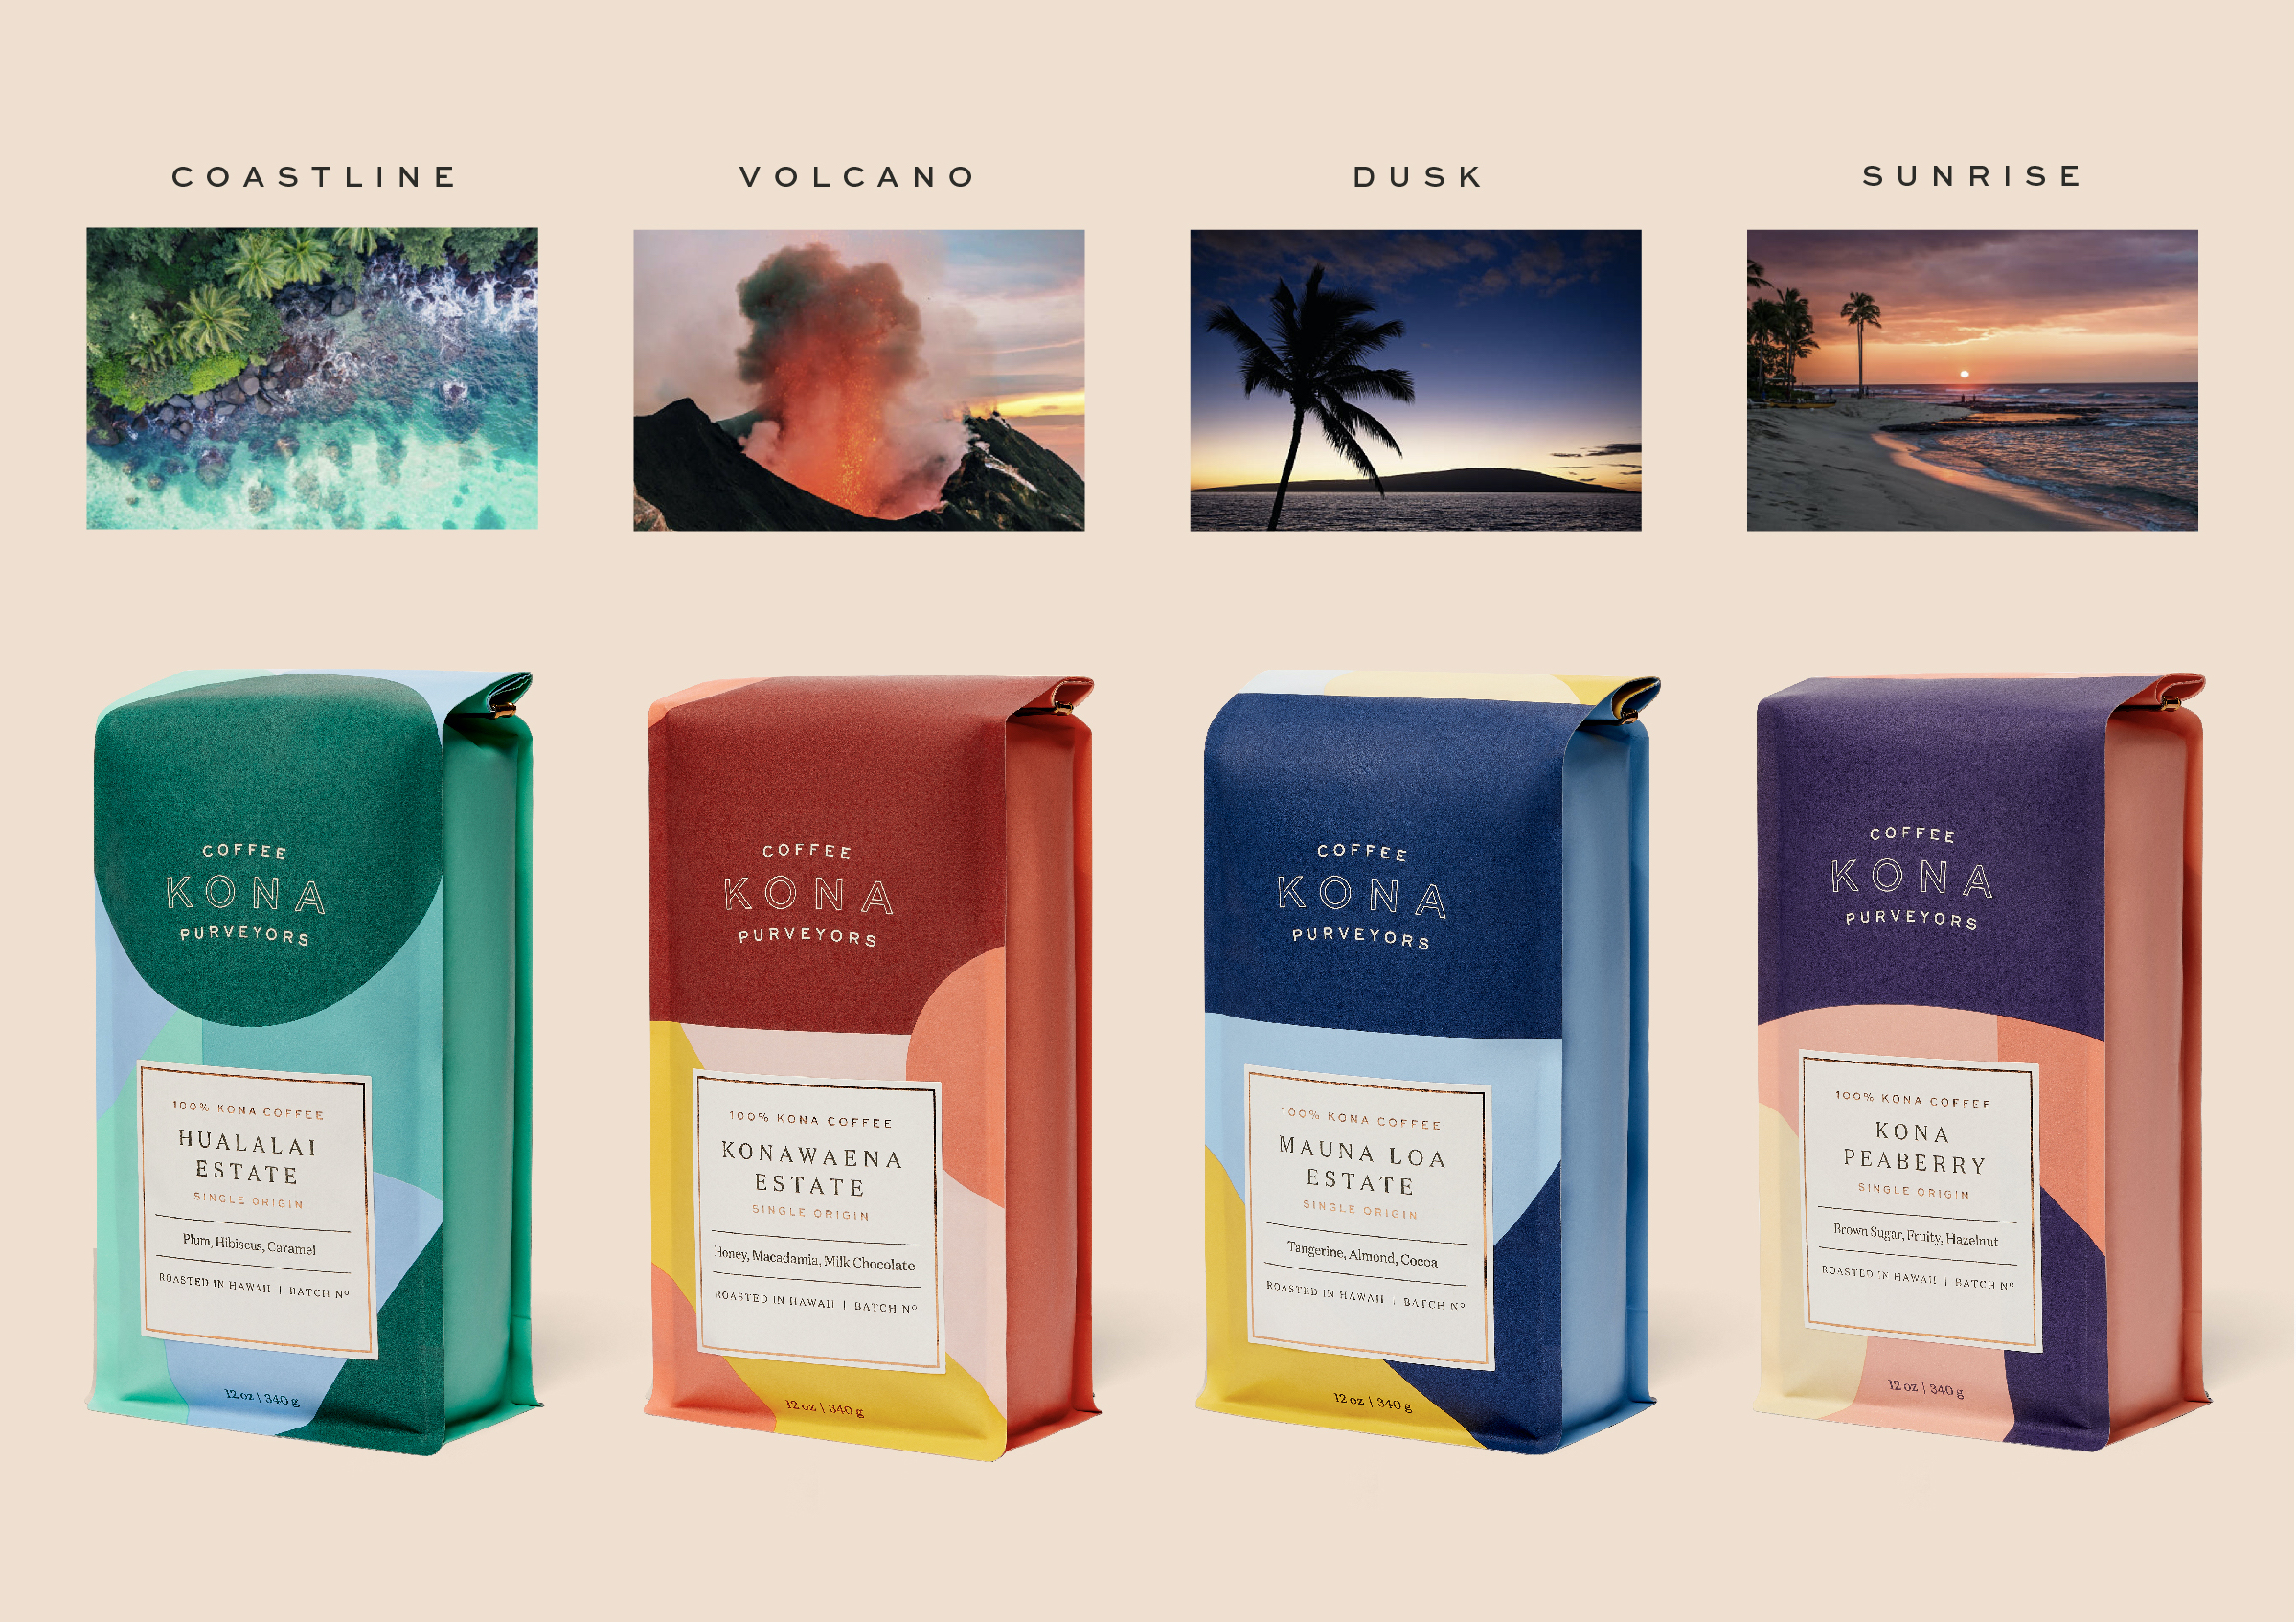 COASTLINE
VOLCANO
DUSK
SUNRISE
COFFEE
KONA
PURVEYORS
100% KONA COFFEE
HUALALAI
ESTATE
SINGLE ORIGIN
Plum, Hibiscus, Caramel
ROASTED IN HAWAII | BATCH Nº
12 oz | 340 g
COFFEE
KONA
PURVEYORS
100% KONA COFFEE
KONAWAENA
ESTATE
SINGLE ORIGIN
Honey, Macadamia, Milk Chocolate
ROASTED IN HAWAII | BATCH Nº
12 oz | 340 g
COFFEE
KONA
PURVEYORS
100% KONA COFFEE
MAUNA LOA
ESTATE
SINGLE ORIGIN
Tangerine, Almond, Cocoa
ROASTED IN HAWAII | BATCH Nº
12 oz | 340 g
COFFEE
KONA
PURVEYORS
100% KONA COFFEE
KONA
PEABERRY
SINGLE ORIGIN
Brown Sugar, Fruity, Hazelnut
ROASTED IN HAWAII | BATCH Nº
12 oz | 340 g